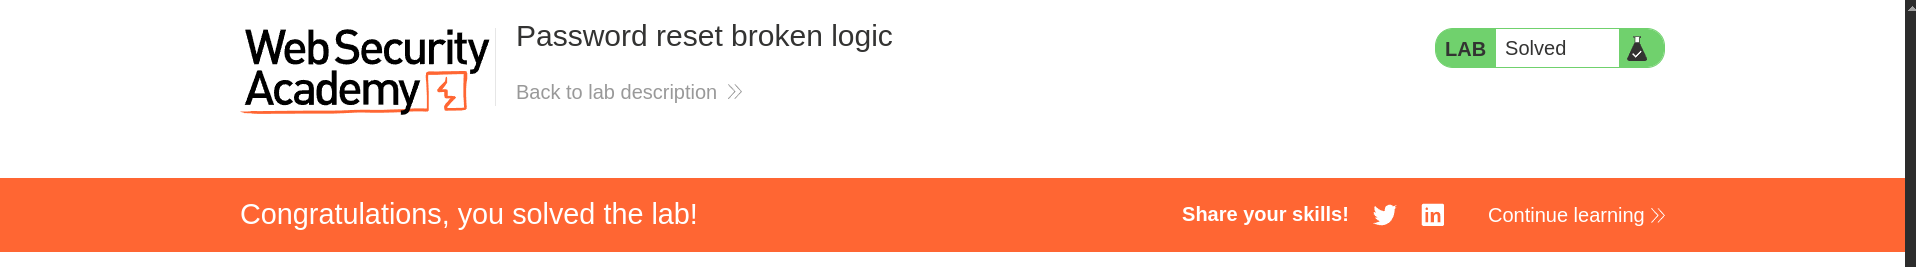 Web Security
Academy
Password reset broken logic
Back to lab description
LAB Solved
Congratulations, you solved the lab!
Share your skills!
Continue learning